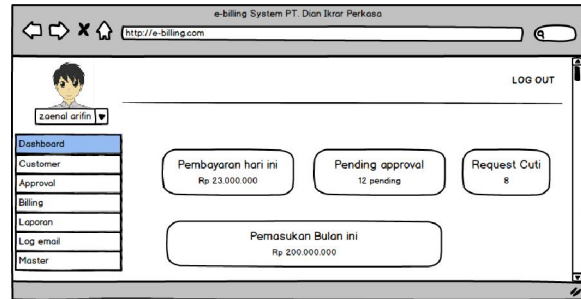 e-billing System PT. Dian Ikrar Perkasa
http://e-billing.com
LOG OUT
zaenal arifin
Dashboard
Customer
Approval
Billing
Laporan
Log email
Master
Pembayaran hari ini
Rp 23.000.000
Pending approval
12 pending
Request Cuti
8
Pemasukan Bulan ini
Rp 200.000.000